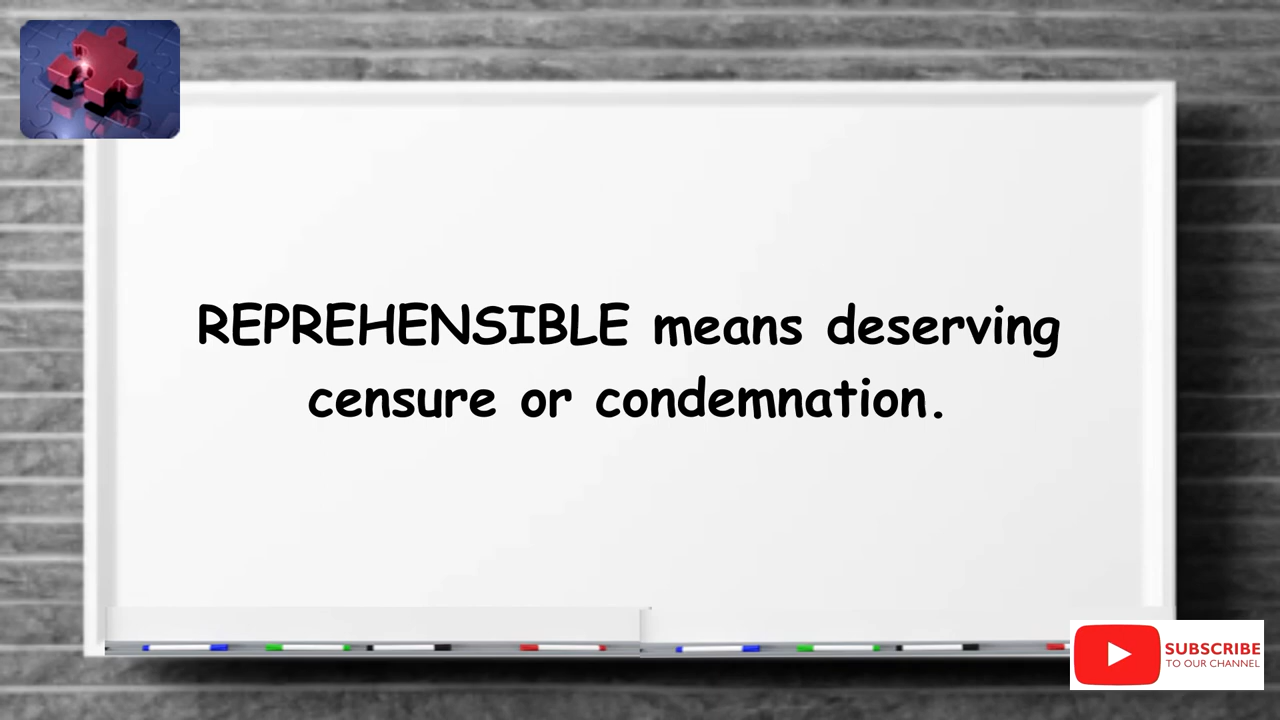 REPREHENSIBLE means deserving
censure or condemnation.
SUBSCRIBE
TO OUR CHANNEL